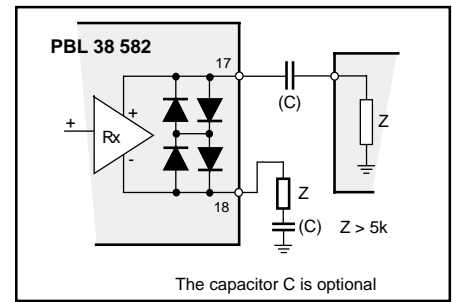 PBL 38 582
17
(C)
Z
+
+
Rx
-
18
Z
(C)
Z > 5k
The capacitor C is optional